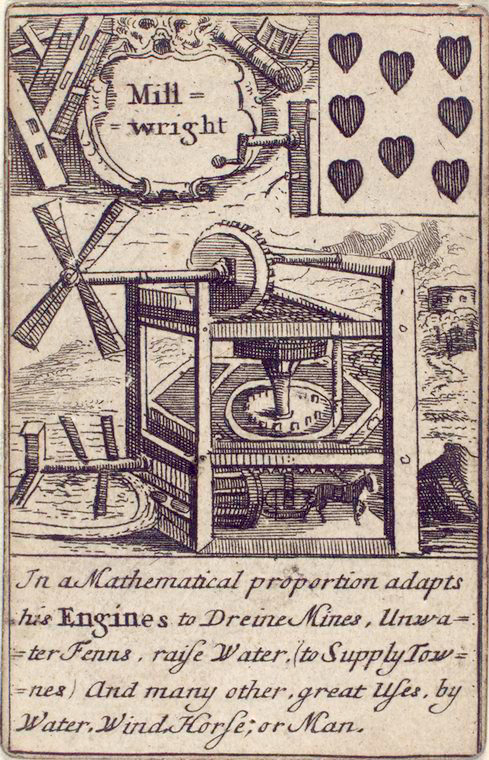 Mill=
=wright
In a Mathematical proportion adapts
his Engines to Dreine Mines, Unwa=
=ter Fenns, raiſe Water, (to Supply Tow=
=nes) And many other, great Uſes, by
Water, Wind, Horſe; or Man.